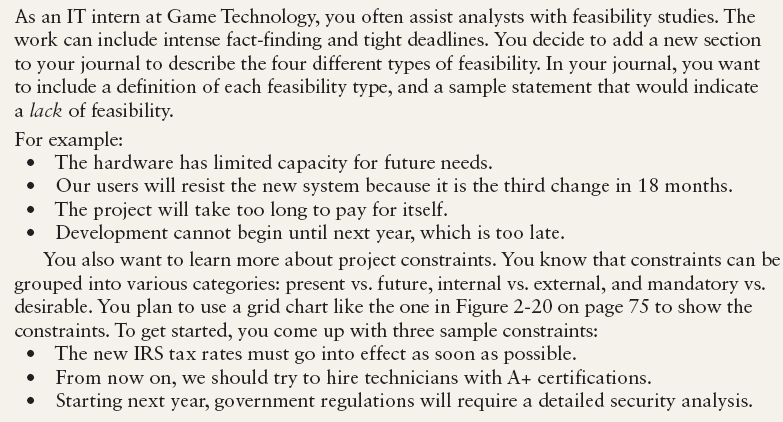 As an IT intern at Game Technology, you often assist analysts with feasibility studies. The
work can include intense fact-finding and tight deadlines. You decide to add a new section
to your journal to describe the four different types of feasibility. In your journal, you want
to include a definition of each feasibility type, and a sample statement that would indicate
a lack of feasibility.
For example:
• The hardware has limited capacity for future needs.
• Our users will resist the new system because it is the third change in 18 months.
• The project will take too long to pay for itself.
• Development cannot begin until next year, which is too late.
You also want to learn more about project constraints. You know that constraints can be
grouped into various categories: present vs. future, internal vs. external, and mandatory vs.
desirable. You plan to use a grid chart like the one in Figure 2-20 on page 75 to show the
constraints. To get started, you come up with three sample constraints:
• The new IRS tax rates must go into effect as soon as possible.
• From now on, we should try to hire technicians with A+ certifications.
• Starting next year, government regulations will require a detailed security analysis.